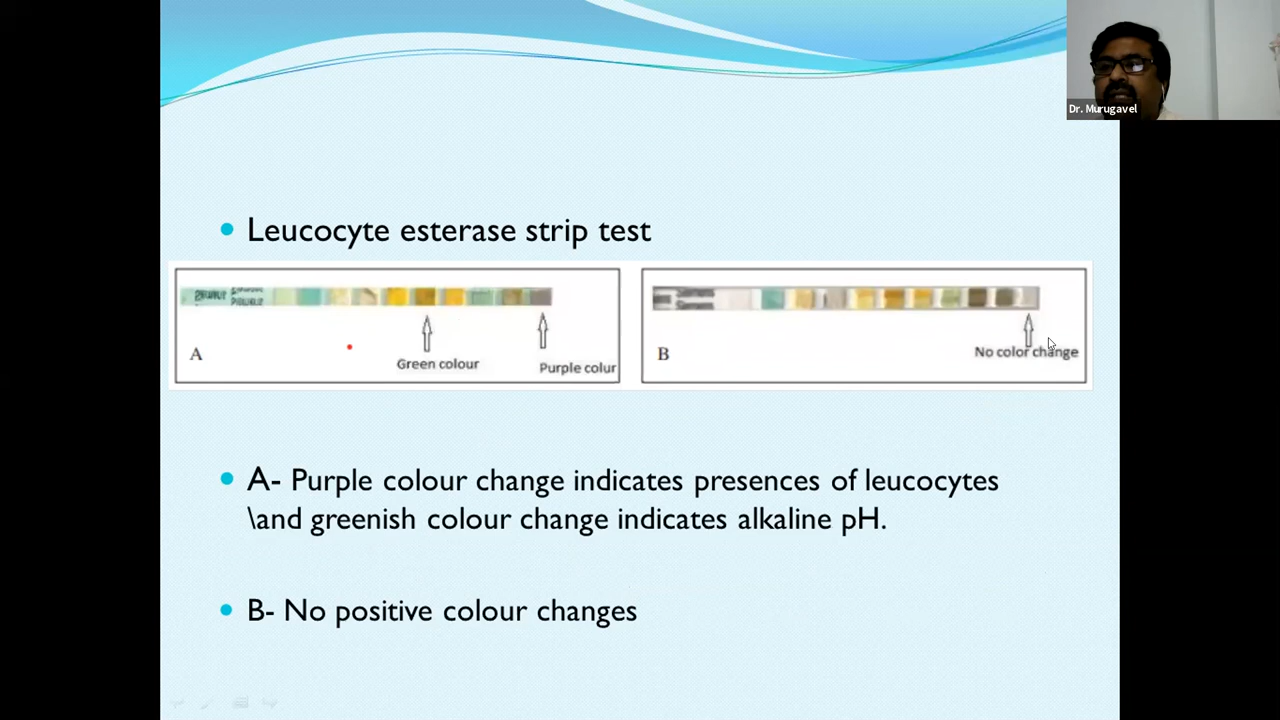 Dr. Murugavel
Leucocyte esterase strip test
Green colour
Purple colur
A
No color change
B
A- Purple colour change indicates presences of leucocytes
\and greenish colour change indicates alkaline pH.
B- No positive colour changes